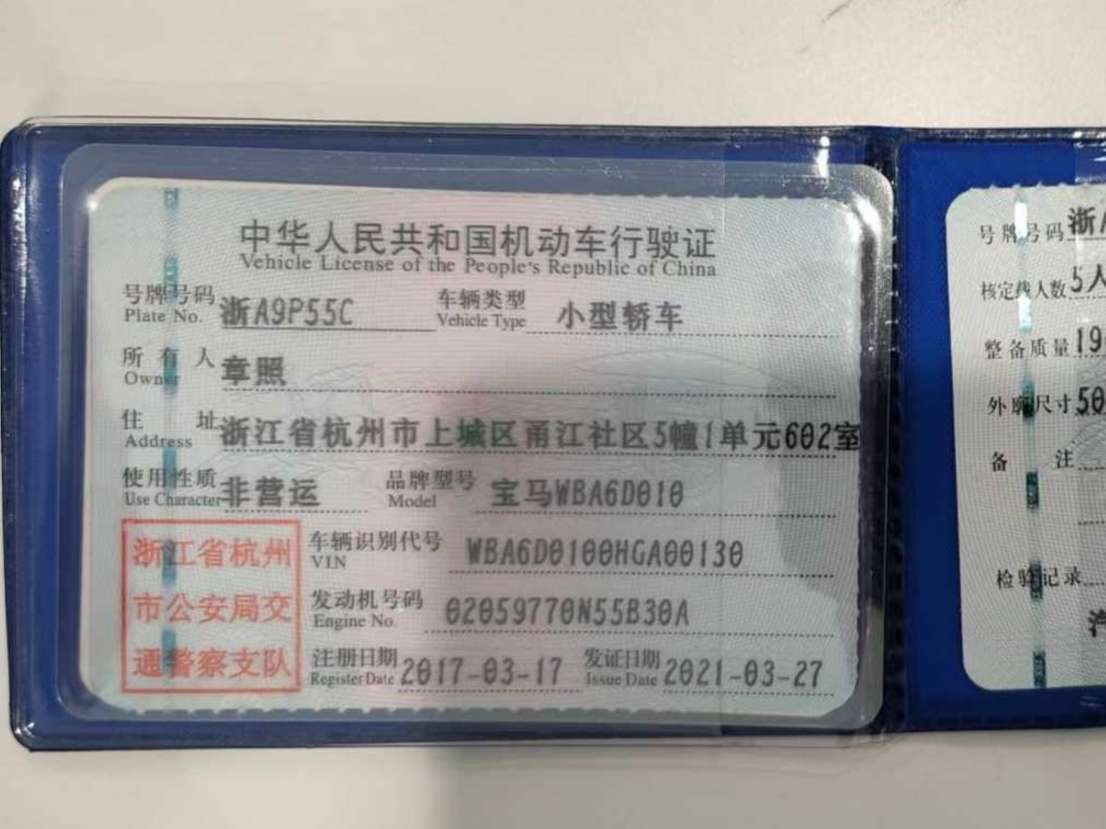 中华人民共和国机动车行驶证
Vehicle License of the People's Republic of China
号牌号码 浙A9P55C 车辆类型 小型轿车
Plate No. Vehicle Type
所有人 章照
Owner
住址 浙江省杭州市上城区甬江社区5幢1单元602室
Address
使用性质 非营运 品牌型号 宝马WBA6D010
Use Character Model
浙江省杭州
市公安局交
通警察支队
车辆识别代号 WBA6D0100HGA00130
VIN
发动机号码 02059770N55B30A
Engine No.
注册日期 2017-03-17 发证日期 2021-03-27
Register Date Issue Date
号牌号码 浙
核定载人数 5人
整备质量 19
外廓尺寸 50
备注
检验记录